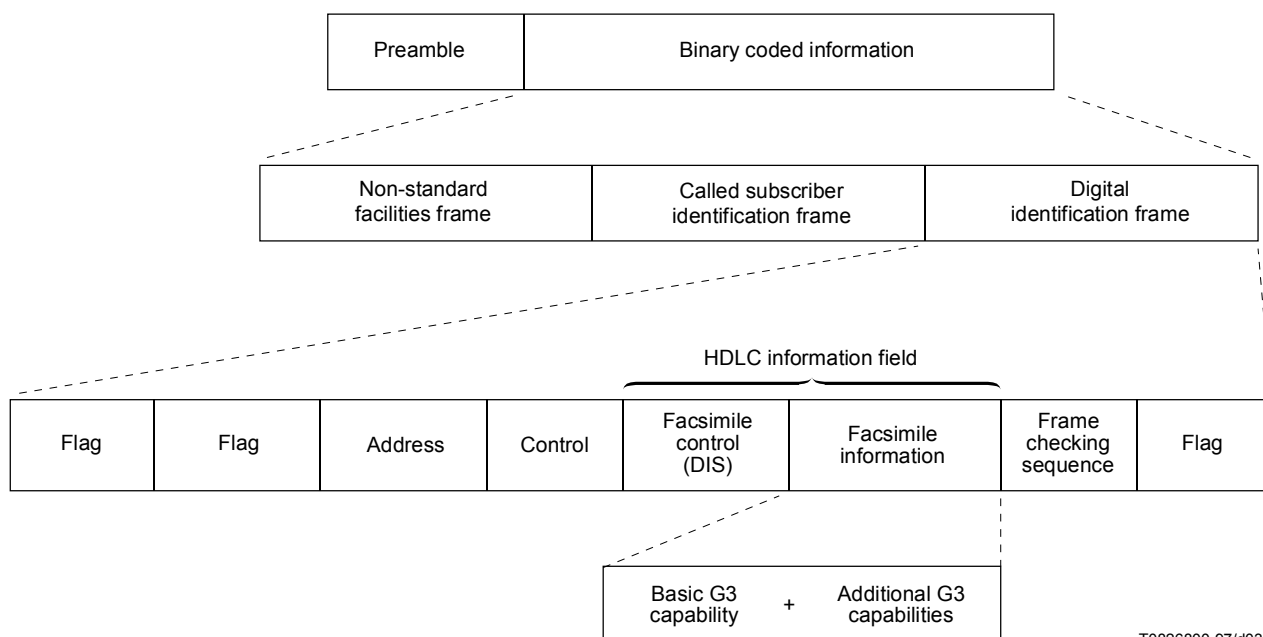 Preamble
Binary coded information
Non-standard
facilities frame
Called subscriber
identification frame
Digital
identification frame
HDLC information field
Flag
Flag
Address
Control
Facsimile
control
(DIS)
Facsimile
information
Frame
checking
sequence
Flag
Basic G3
capability
+
Additional G3
capabilities